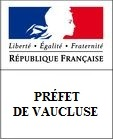 Liberté • Égalité • Fraternité
RÉPUBLIQUE FRANÇAISE
PRÉFET
DE VAUCLUSE